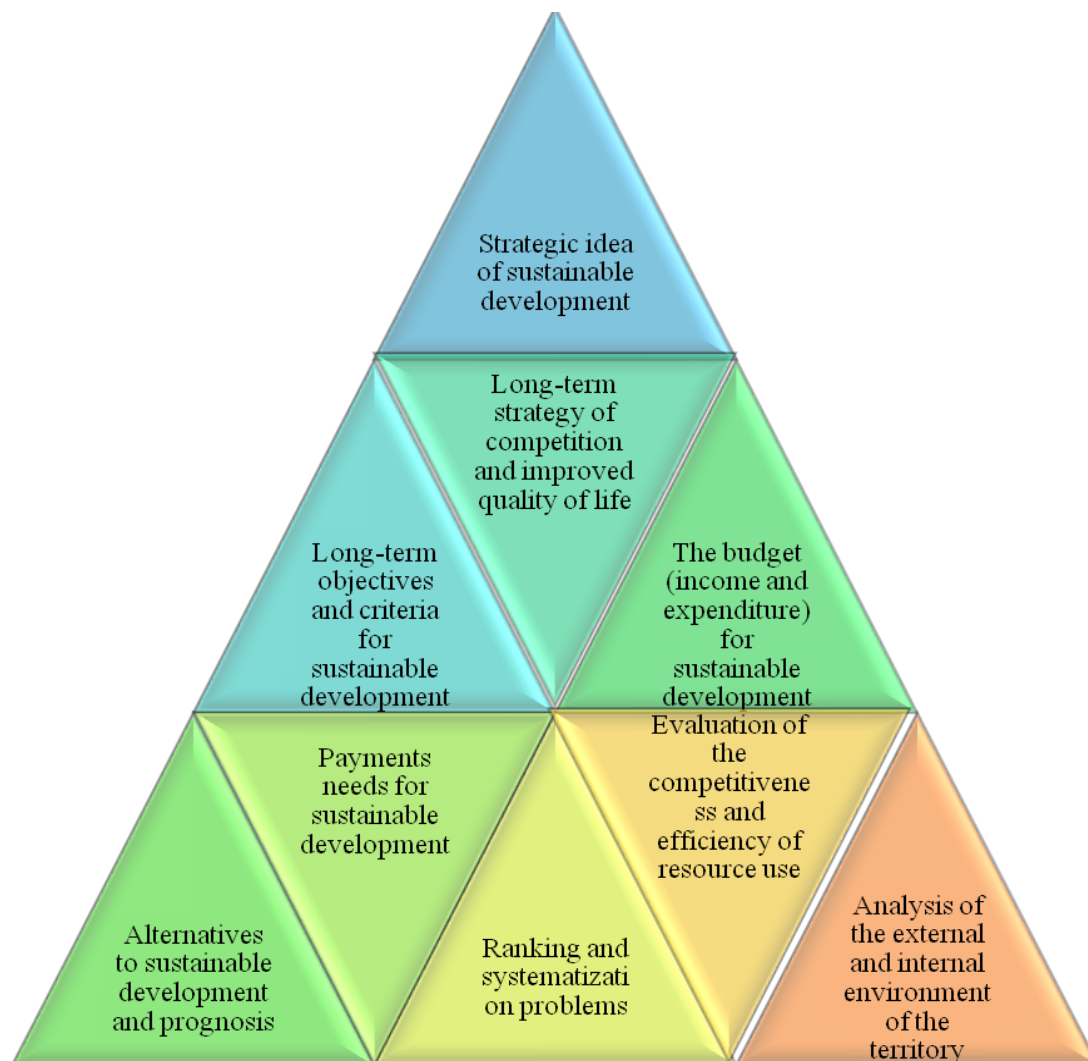 Strategic idea
of sustainable
development
Long-term
strategy of
competition
and improved
quality of life
Long-term
objectives
and criteria
for
sustainable
development
The budget
(income and
expenditure)
for
sustainable
development
Payments
needs for
sustainable
development
Evaluation of
the
competitivene
ss and
efficiency of
resource use
Alternatives
to sustainable
development
and prognosis
Ranking and
systematizati
on problems
Analysis of
the external
and internal
environment
of the
territory